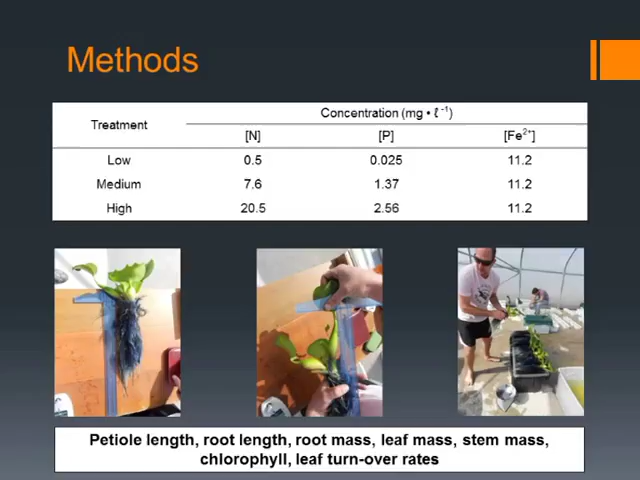 Methods
Treatment
Concentration (mg • ℓ -1)
[N] [P] [Fe2+]
Low 0.5 0.025 11.2
Medium 7.6 1.37 11.2
High 20.5 2.56 11.2
Petiole length, root length, root mass, leaf mass, stem mass,
chlorophyll, leaf turn-over rates